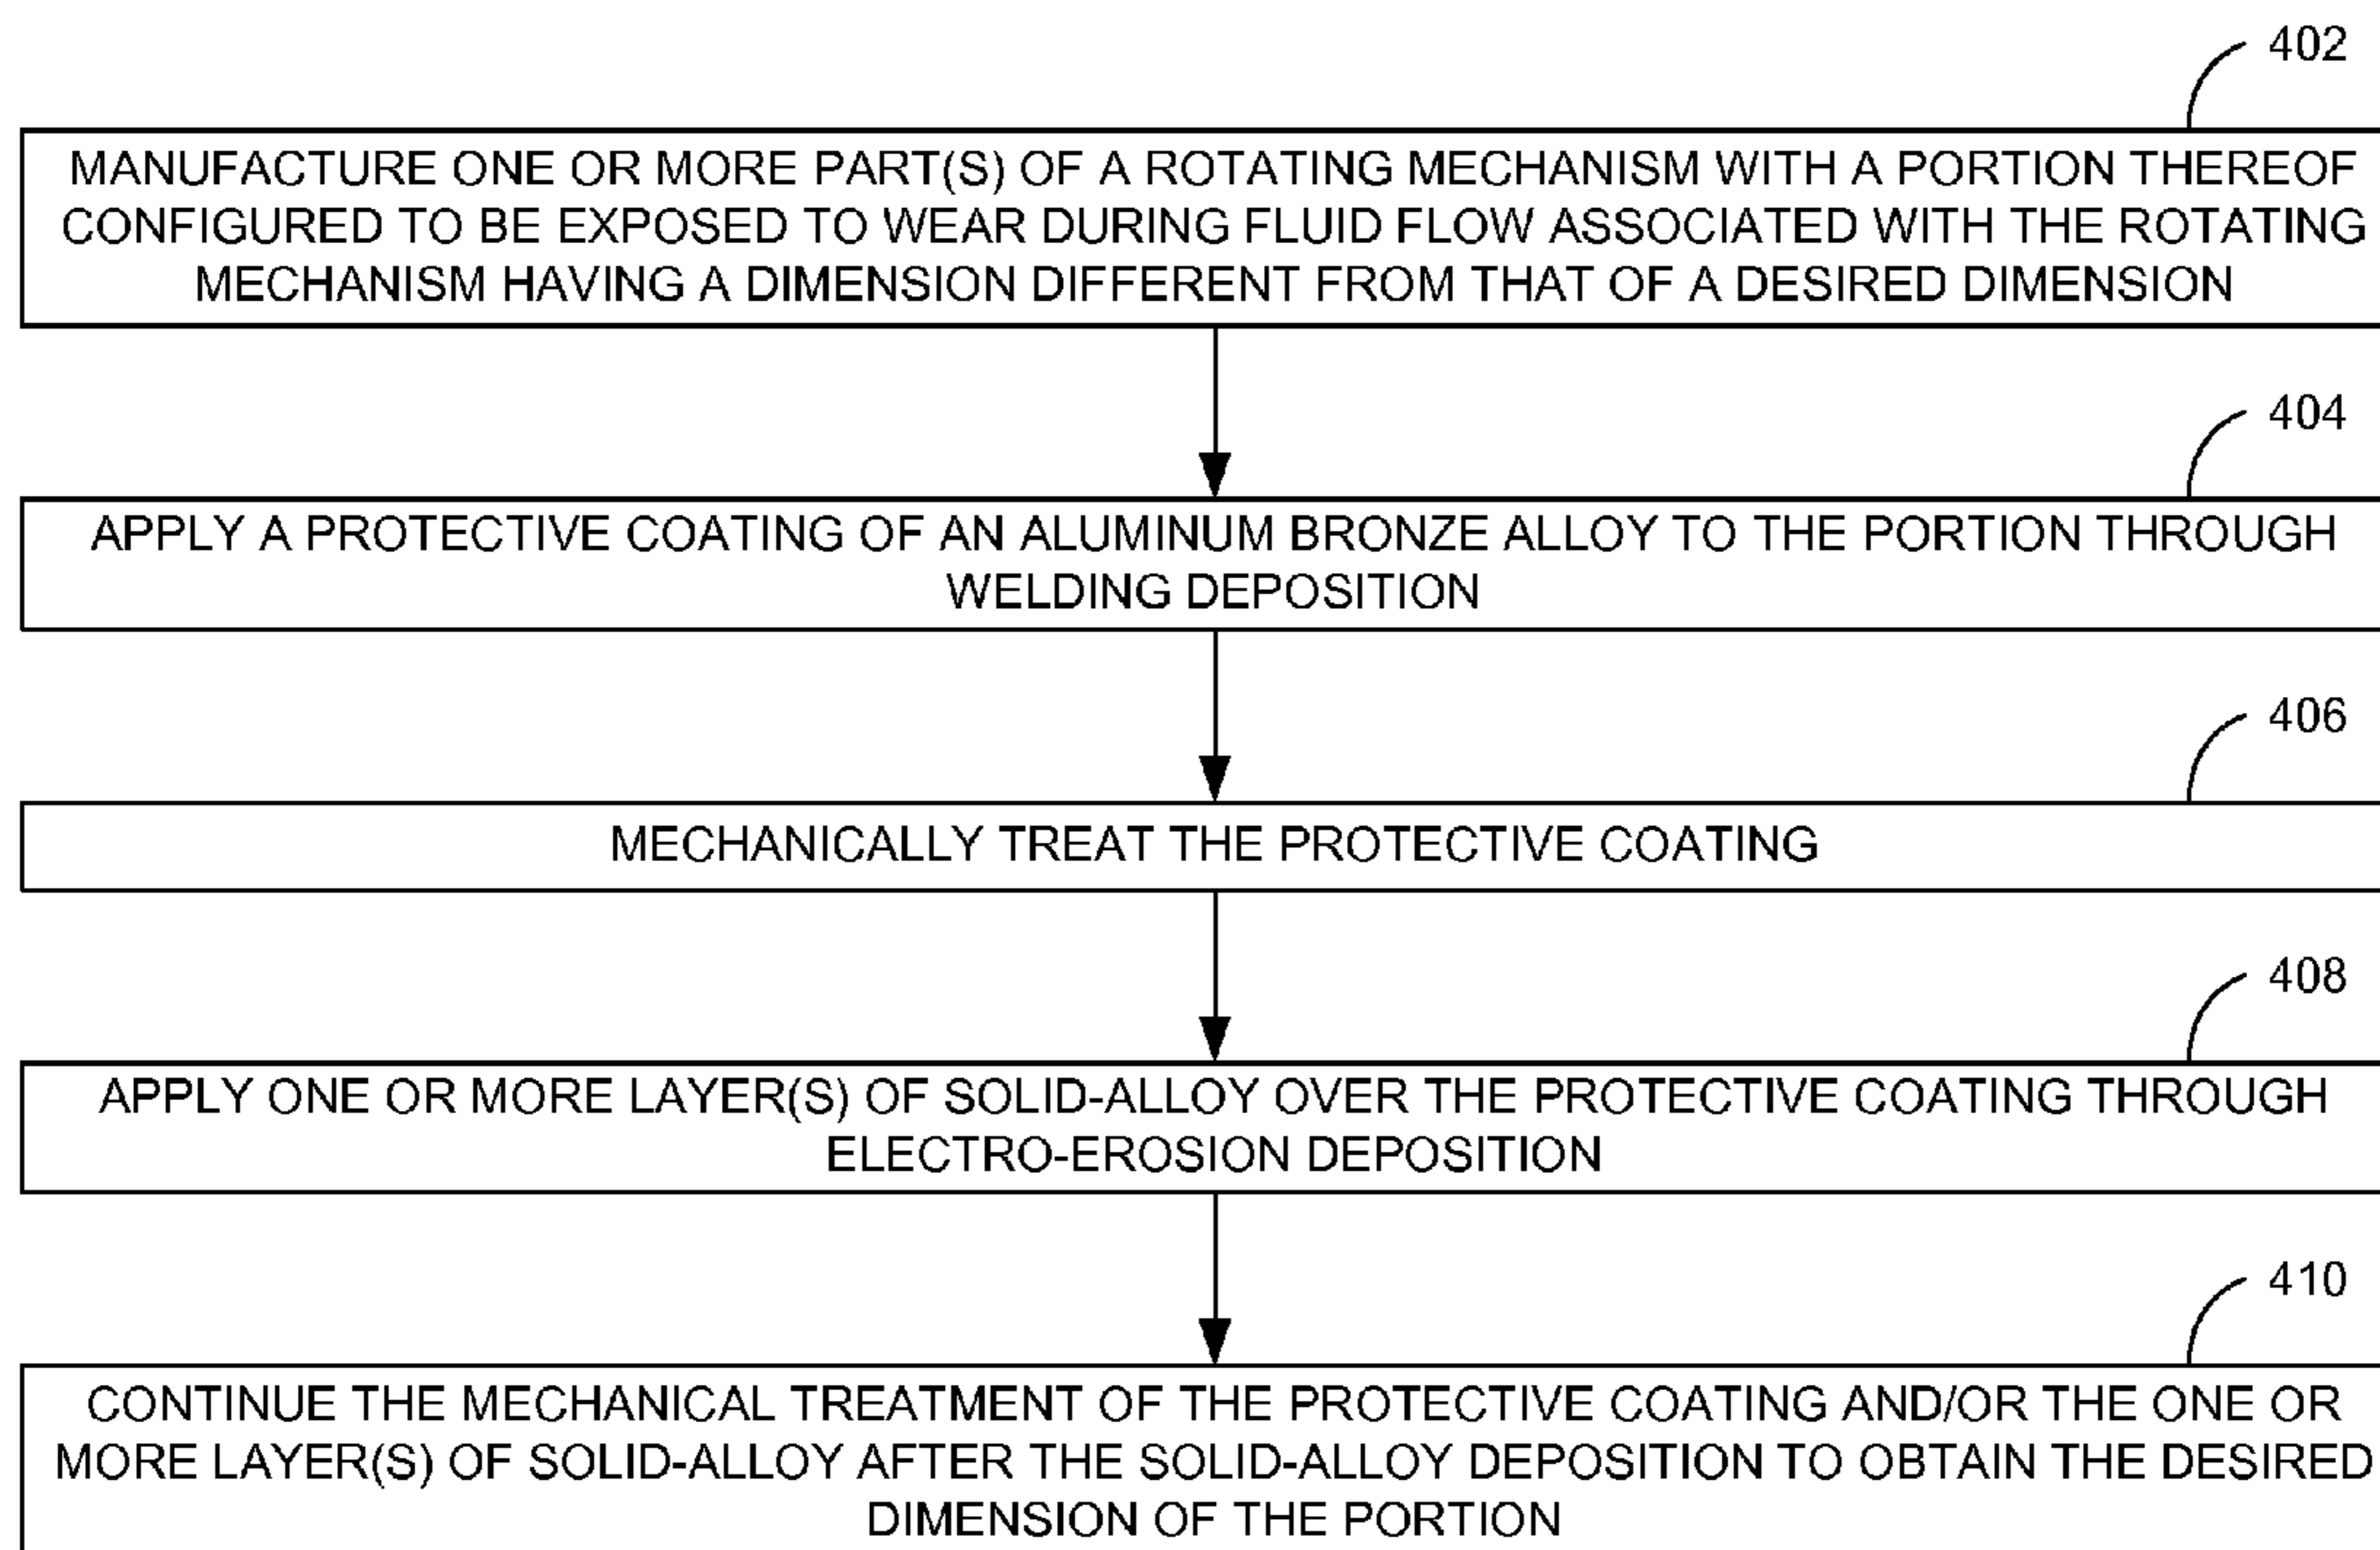 402
MANUFACTURE ONE OR MORE PART(S) OF A ROTATING MECHANISM WITH A PORTION THEREOF
CONFIGURED TO BE EXPOSED TO WEAR DURING FLUID FLOW ASSOCIATED WITH THE ROTATING
MECHANISM HAVING A DIMENSION DIFFERENT FROM THAT OF A DESIRED DIMENSION
404
APPLY A PROTECTIVE COATING OF AN ALUMINUM BRONZE ALLOY TO THE PORTION THROUGH
WELDING DEPOSITION
406
MECHANICALLY TREAT THE PROTECTIVE COATING
408
APPLY ONE OR MORE LAYER(S) OF SOLID-ALLOY OVER THE PROTECTIVE COATING THROUGH
ELECTRO-EROSION DEPOSITION
410
CONTINUE THE MECHANICAL TREATMENT OF THE PROTECTIVE COATING AND/OR THE ONE OR
MORE LAYER(S) OF SOLID-ALLOY AFTER THE SOLID-ALLOY DEPOSITION TO OBTAIN THE DESIRED
DIMENSION OF THE PORTION